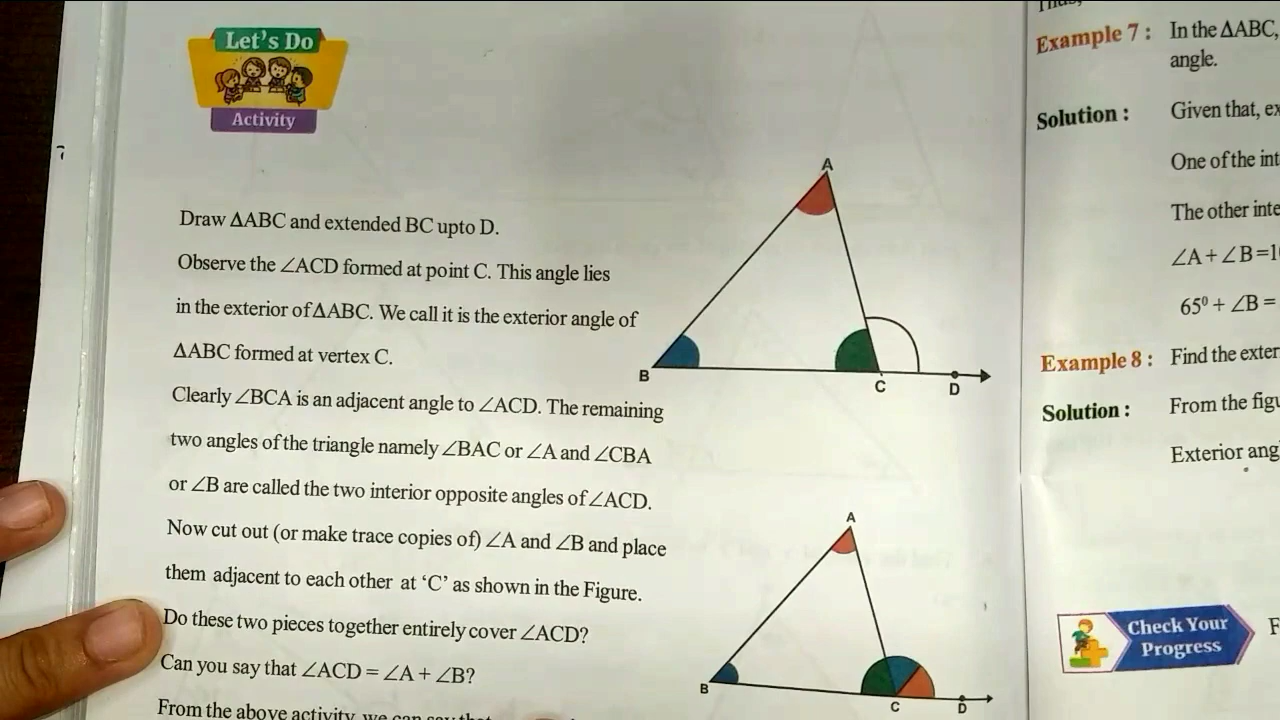 Let's Do
Activity
Draw ΔABC and extended BC upto D.
Observe the ∠ACD formed at point C. This angle lies
in the exterior of ΔABC. We call it is the exterior angle of
ΔABC formed at vertex C.
Clearly ∠BCA is an adjacent angle to ∠ACD. The remaining
two angles of the triangle namely ∠BAC or ∠A and ∠CBA
or ∠B are called the two interior opposite angles of ∠ACD.
Now cut out (or make trace copies of) ∠A and ∠B and place
them adjacent to each other at ‘C’ as shown in the Figure.
Do these two pieces together entirely cover ∠ACD?
Can you say that ∠ACD = ∠A + ∠B?
From the above activity, we can say that
A
B
C
D
A
B
C
D
Example 7 : In the ΔABC,
angle.
Solution : Given that,
One of the
The other
∠A + ∠B =
65⁰ + ∠B =
Example 8 : Find the
Solution : From the
Exterior
Check Your
Progress